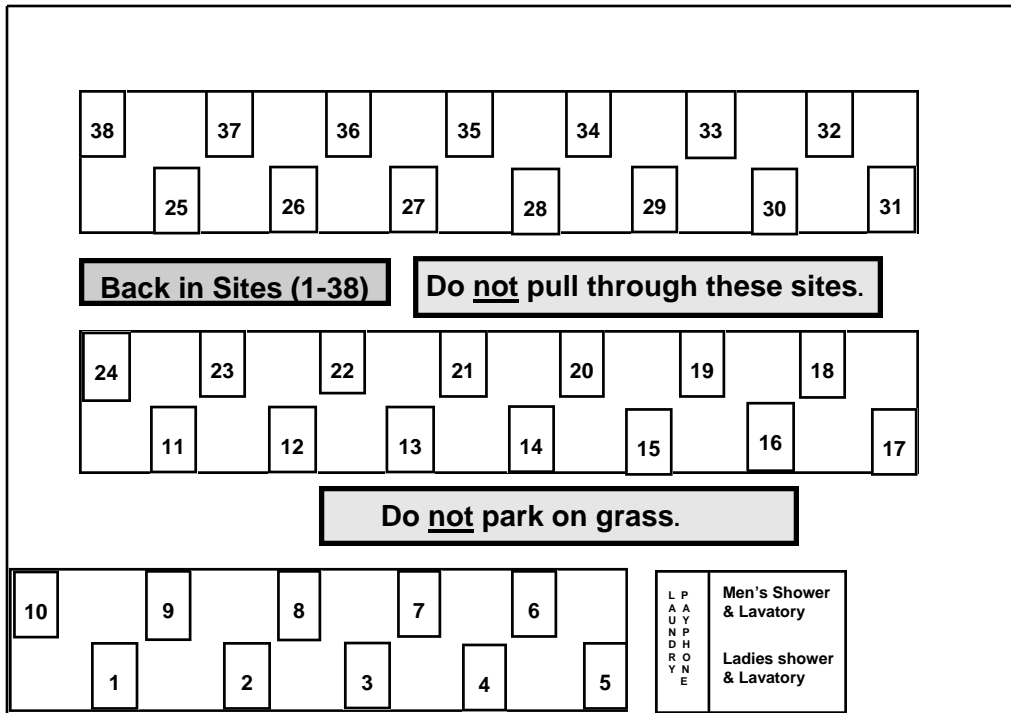 38 37 36 35 34 33 32
25 26 27 28 29 30 31
Back in Sites (1-38)
Do not pull through these sites.
24 23 22 21 20 19 18
11 12 13 14 15 16 17
Do not park on grass.
10 9 8 7 6
1 2 3 4 5
LAUNDRY
PAYPHONE
Men's Shower
& Lavatory
Ladies shower
& Lavatory